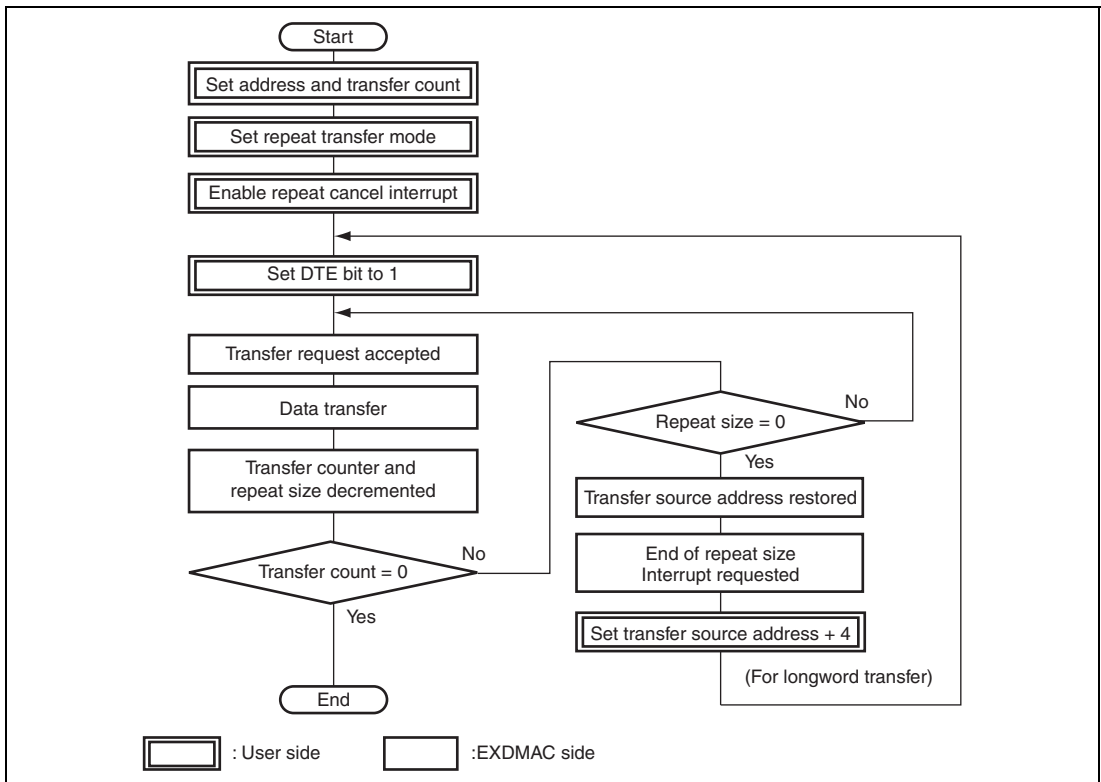 Start
Set address and transfer count
Set repeat transfer mode
Enable repeat cancel interrupt
Set DTE bit to 1
Transfer request accepted
Data transfer
Transfer counter and
repeat size decremented
Transfer count = 0
No
Yes
End
Repeat size = 0
No
Yes
Transfer source address restored
End of repeat size
Interrupt requested
Set transfer source address + 4
(For longword transfer)
: User side
:EXDMAC side